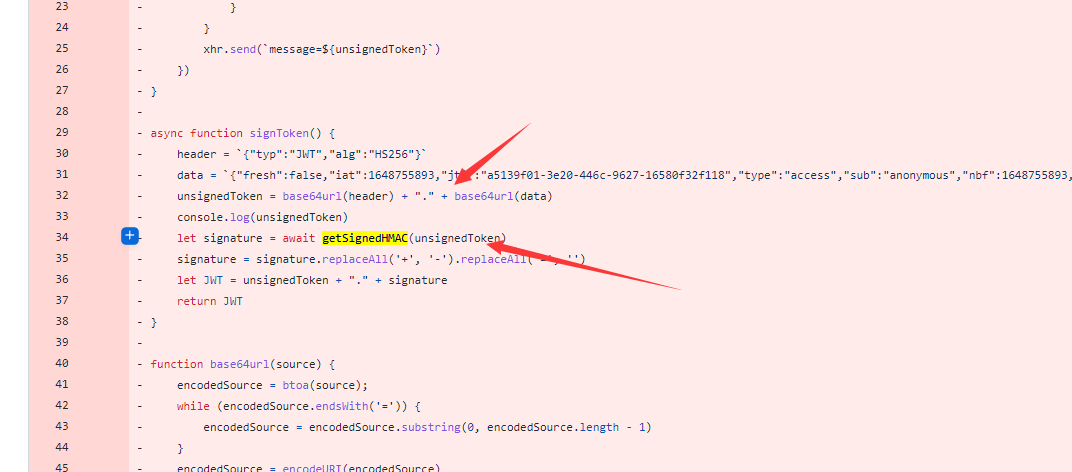 23 - }
24 - }
25 - xhr.send(`message=${unsignedToken}`)
26 - })
27 - }
28 -
29 - async function signToken() {
30 - header = `{"typ":"JWT","alg":"HS256"}`
31 - data = `{"fresh":false,"iat":1648755893,"jt :"a5139f01-3e20-446c-9627-16580f32f118","type":"access","sub":"anonymous","nbf":1648755893,
32 - unsignedToken = base64url(header) + "." + base64url(data)
33 - console.log(unsignedToken)
34 - let signature = await getSignedHMAC(unsignedToken)
35 - signature = signature.replaceAll('+', '-').replaceAll( , '')
36 - let JWT = unsignedToken + "." + signature
37 - return JWT
38 - }
39 -
40 - function base64url(source) {
41 - encodedSource = btoa(source);
42 - while (encodedSource.endsWith('=')) {
43 - encodedSource = encodedSource.substring(0, encodedSource.length - 1)
44 - }
45 - encodedSource = encodeURI(encodedSource)